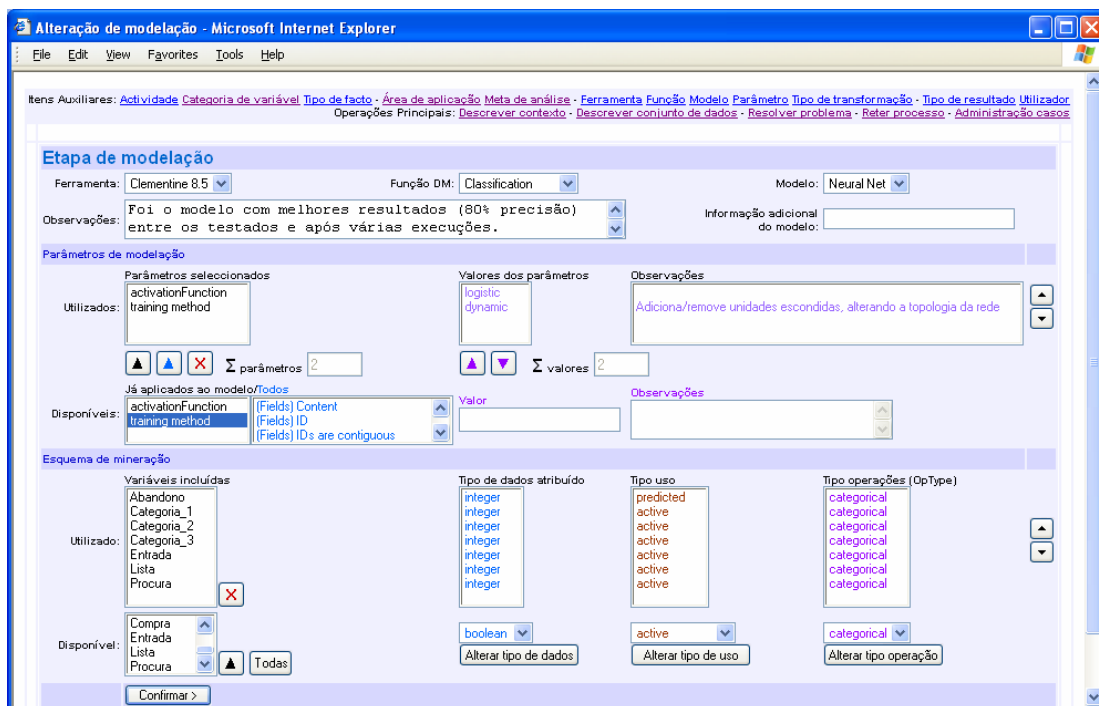 Alteração de modelação - Microsoft Internet Explorer
File Edit View Favorites Tools Help
Itens Auxiliares: Actividade Categoria de variável Tipo de facto - Área de aplicação Meta de análise - Ferramenta Função Modelo Parâmetro Tipo de transformação - Tipo de resultado Utilizador
Operações Principais: Descrever contexto - Descrever conjunto de dados - Resolver problema - Reter processo - Administração casos
Etapa de modelação
Ferramenta: Clementine 8.5 Função DM: Classification Modelo: Neural Net
Observações: Foi o modelo com melhores resultados (80% precisão)
entre os testados e após várias execuções.
Informação adicional
do modelo:
Parâmetros de modelação
Parâmetros seleccionados Valores dos parâmetros Observações
Utilizados: activationFunction logistic
training method dynamic Adiciona/remove unidades escondidas, alterando a topologia da rede
Σ parâmetros 2 Σ valores 2
Já aplicados ao modelo/Todos Valor Observações
Disponíveis: activationFunction (Fields) Content
training method (Fields) ID
(Fields) IDs are contiguous
Esquema de mineração
Variáveis incluídas Tipo de dados atribuído Tipo uso Tipo operações (OpType)
Utilizado:
Abandono integer predicted categorical
Categoria_1 integer active categorical
Categoria_2 integer active categorical
Categoria_3 integer active categorical
Entrada integer active categorical
Lista integer active categorical
Procura integer active categorical
Disponível:
Compra
Entrada
Lista
Procura
Todas
boolean active categorical
Alterar tipo de dados Alterar tipo de uso Alterar tipo operação
Confirmar >